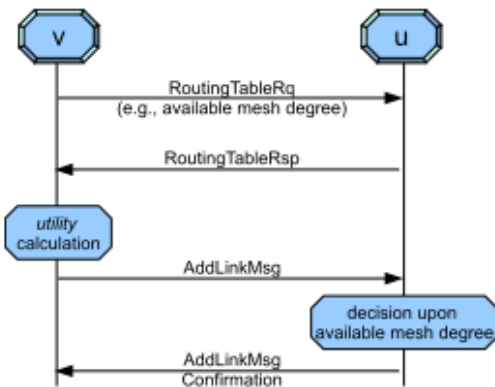 v
u
RoutingTableRq
(e.g., available mesh degree)
RoutingTableRsp
utility
calculation
AddLinkMsg
decision upon
available mesh degree
AddLinkMsg
Confirmation